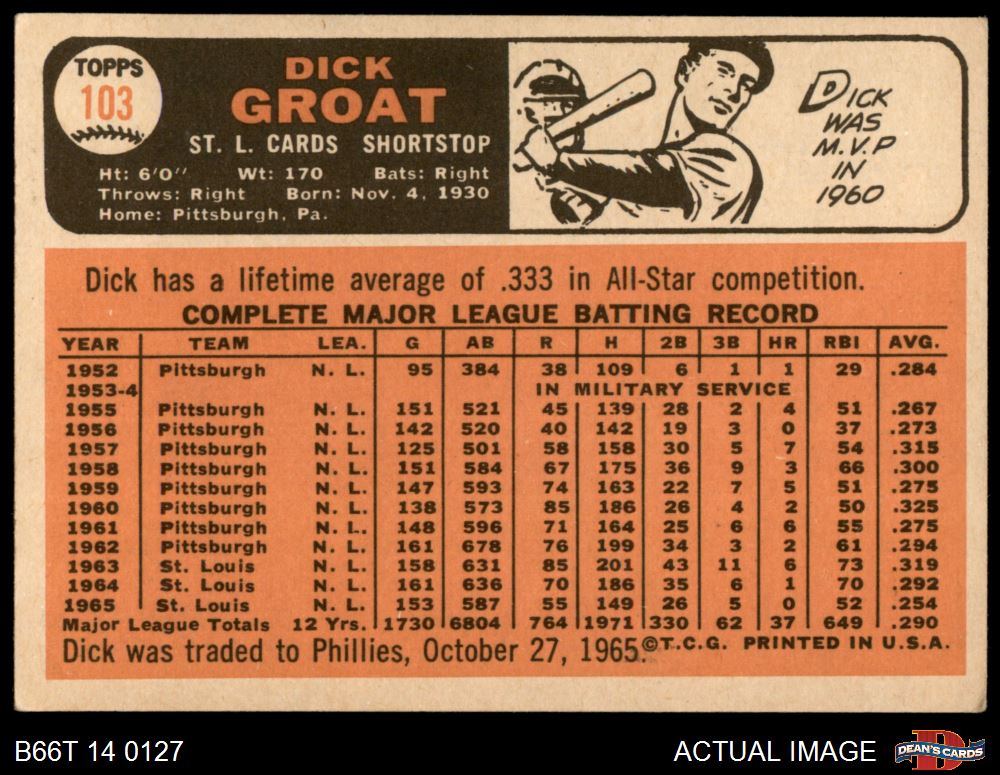 TOPPS
103
DICK
GROAT
ST. L. CARDS SHORTSTOP
Ht: 6'0" Wt: 170 Bats: Right
Throws: Right Born: Nov. 4, 1930
Home: Pittsburgh, Pa.
DICK
WAS
M.V.P
IN
1960
Dick has a lifetime average of .333 in All-Star competition.
COMPLETE MAJOR LEAGUE BATTING RECORD
YEAR TEAM LEA. G AB R H 2B 3B HR RBI AVG.
1952 Pittsburgh N. L. 95 384 38 109 6 1 1 29 .284
1953-4 IN MILITARY SERVICE
1955 Pittsburgh N. L. 151 521 45 139 28 2 4 51 .267
1956 Pittsburgh N. L. 142 520 40 142 19 3 0 37 .273
1957 Pittsburgh N. L. 125 501 58 158 30 5 7 54 .315
1958 Pittsburgh N. L. 151 584 67 175 36 9 3 66 .300
1959 Pittsburgh N. L. 147 593 74 163 22 7 5 51 .275
1960 Pittsburgh N. L. 138 573 85 186 26 4 2 50 .325
1961 Pittsburgh N. L. 148 596 71 164 25 6 6 55 .275
1962 Pittsburgh N. L. 161 678 76 199 34 3 2 61 .294
1963 St. Louis N. L. 158 631 85 201 43 11 6 73 .319
1964 St. Louis N. L. 161 636 70 186 35 6 1 70 .292
1965 St. Louis N. L. 153 587 55 149 26 5 0 52 .254
Major League Totals 12 Yrs. 1730 6804 764 1971 330 62 37 649 .290
Dick was traded to Phillies, October 27, 1965. ©T.C.G. PRINTED IN U.S.A.
B66T 14 0127
ACTUAL IMAGE
D
DEAN'S CARDS